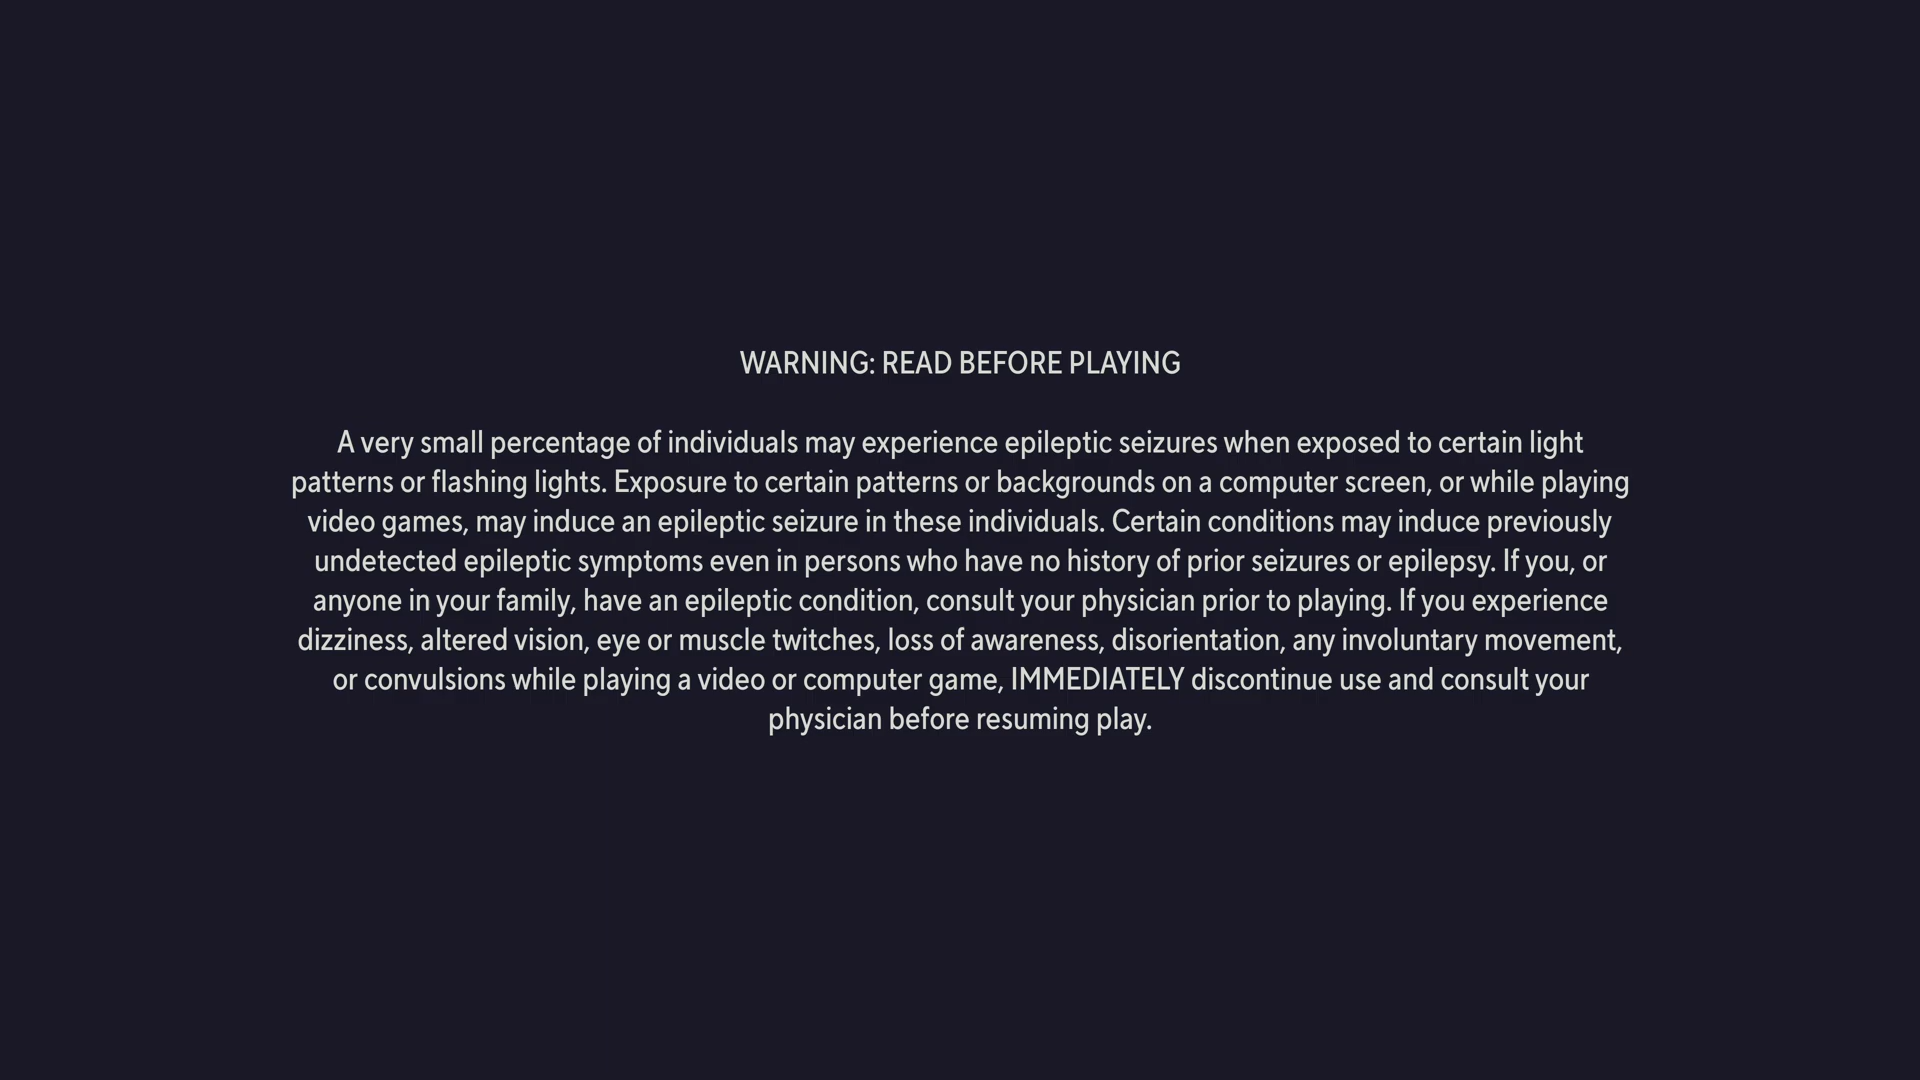 WARNING: READ BEFORE PLAYING
A very small percentage of individuals may experience epileptic seizures when exposed to certain light
patterns or flashing lights. Exposure to certain patterns or backgrounds on a computer screen, or while playing
video games, may induce an epileptic seizure in these individuals. Certain conditions may induce previously
undetected epileptic symptoms even in persons who have no history of prior seizures or epilepsy. If you, or
anyone in your family, have an epileptic condition, consult your physician prior to playing. If you experience
dizziness, altered vision, eye or muscle twitches, loss of awareness, disorientation, any involuntary movement,
or convulsions while playing a video or computer game, IMMEDIATELY discontinue use and consult your
physician before resuming play.